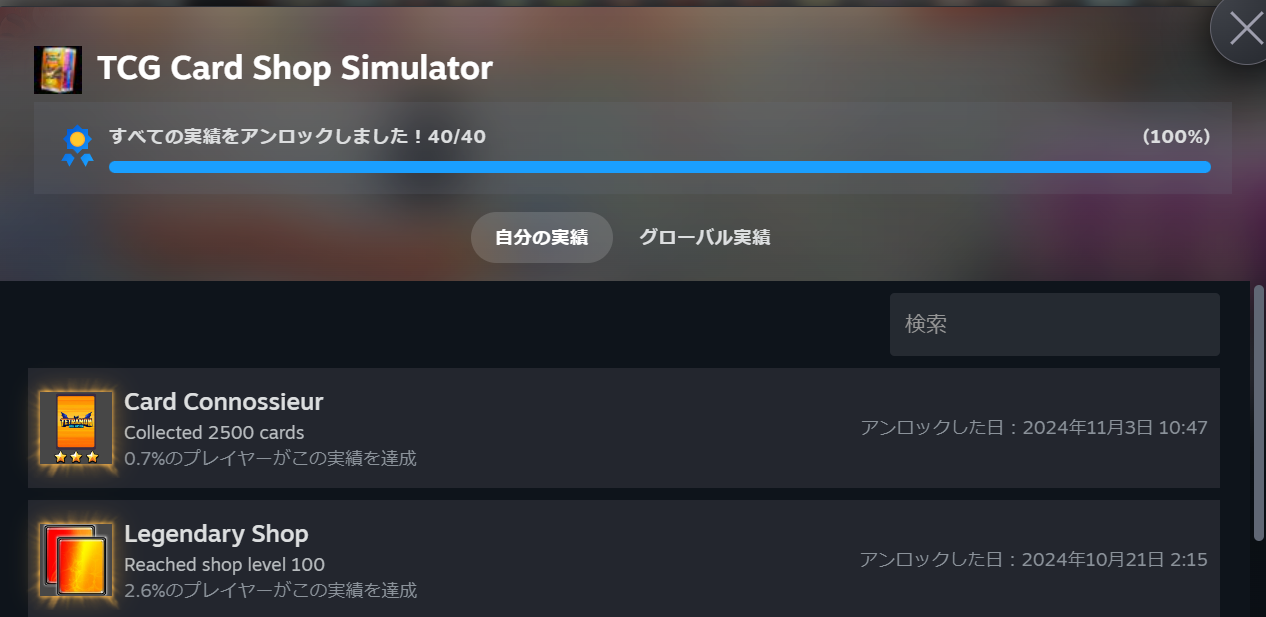 TCG Card Shop Simulator
すべての実績をアンロックしました！40/40
(100%)
自分の実績
グローバル実績
検索
TETRAMON
Card Connossieur
Collected 2500 cards
0.7%のプレイヤーがこの実績を達成
アンロックした日：2024年11月3日 10:47
Legendary Shop
Reached shop level 100
2.6%のプレイヤーがこの実績を達成
アンロックした日：2024年10月21日 2:15